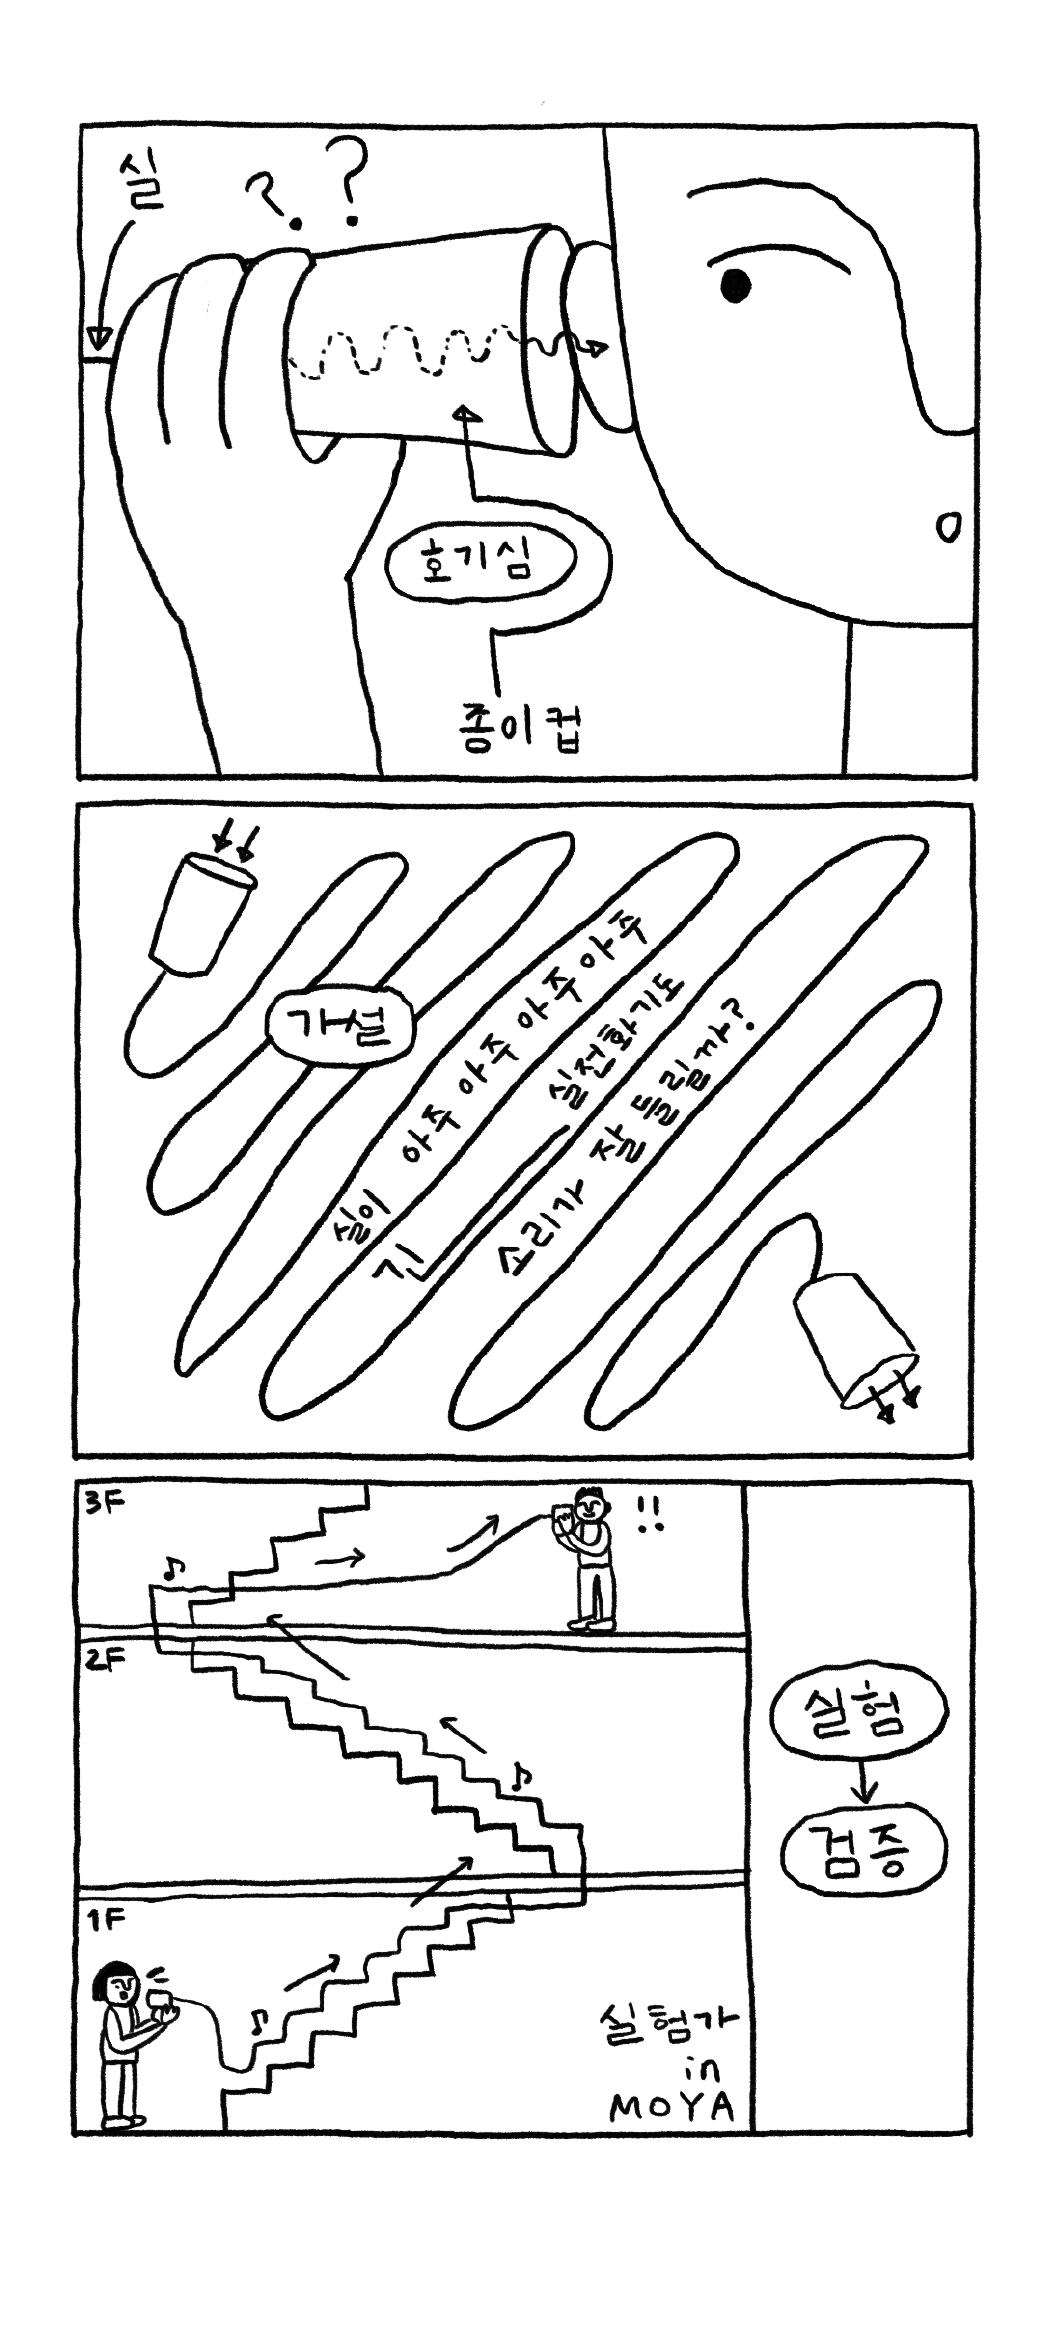 실
? ?
호기심
종이컵
가설
실이 아주 아주 아주 아주
긴 실전화기도
소리가 잘 들릴까?
3F
!!
2F
1F
실험
검증
실험가
in
MOYA